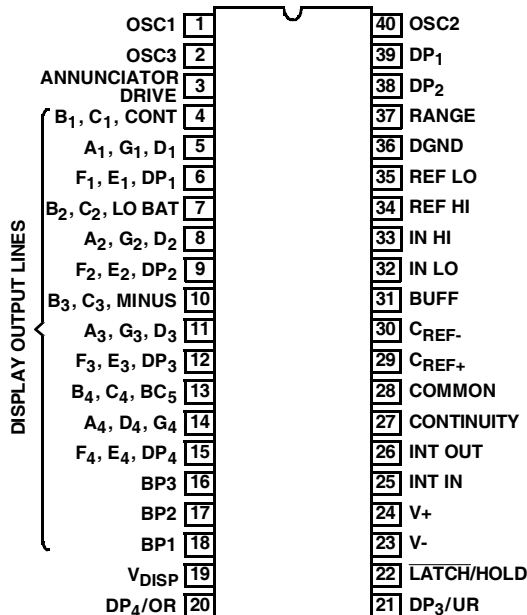 OSC1 1 40 OSC2
OSC3 2 39 DP1
ANNUNCIATOR
DRIVE 3 38 DP2
B1, C1, CONT 4 37 RANGE
A1, G1, D1 5 36 DGND
F1, E1, DP1 6 35 REF LO
B2, C2, LO BAT 7 34 REF HI
A2, G2, D2 8 33 IN HI
F2, E2, DP2 9 32 IN LO
B3, C3, MINUS 10 31 BUFF
A3, G3, D3 11 30 CREF-
F3, E3, DP3 12 29 CREF+
B4, C4, BC5 13 28 COMMON
A4, D4, G4 14 27 CONTINUITY
F4, E4, DP4 15 26 INT OUT
BP3 16 25 INT IN
BP2 17 24 V+
BP1 18 23 V-
VDISP 19 22 LATCH/HOLD
DP4/OR 20 21 DP3/UR
DISPLAY OUTPUT LINES